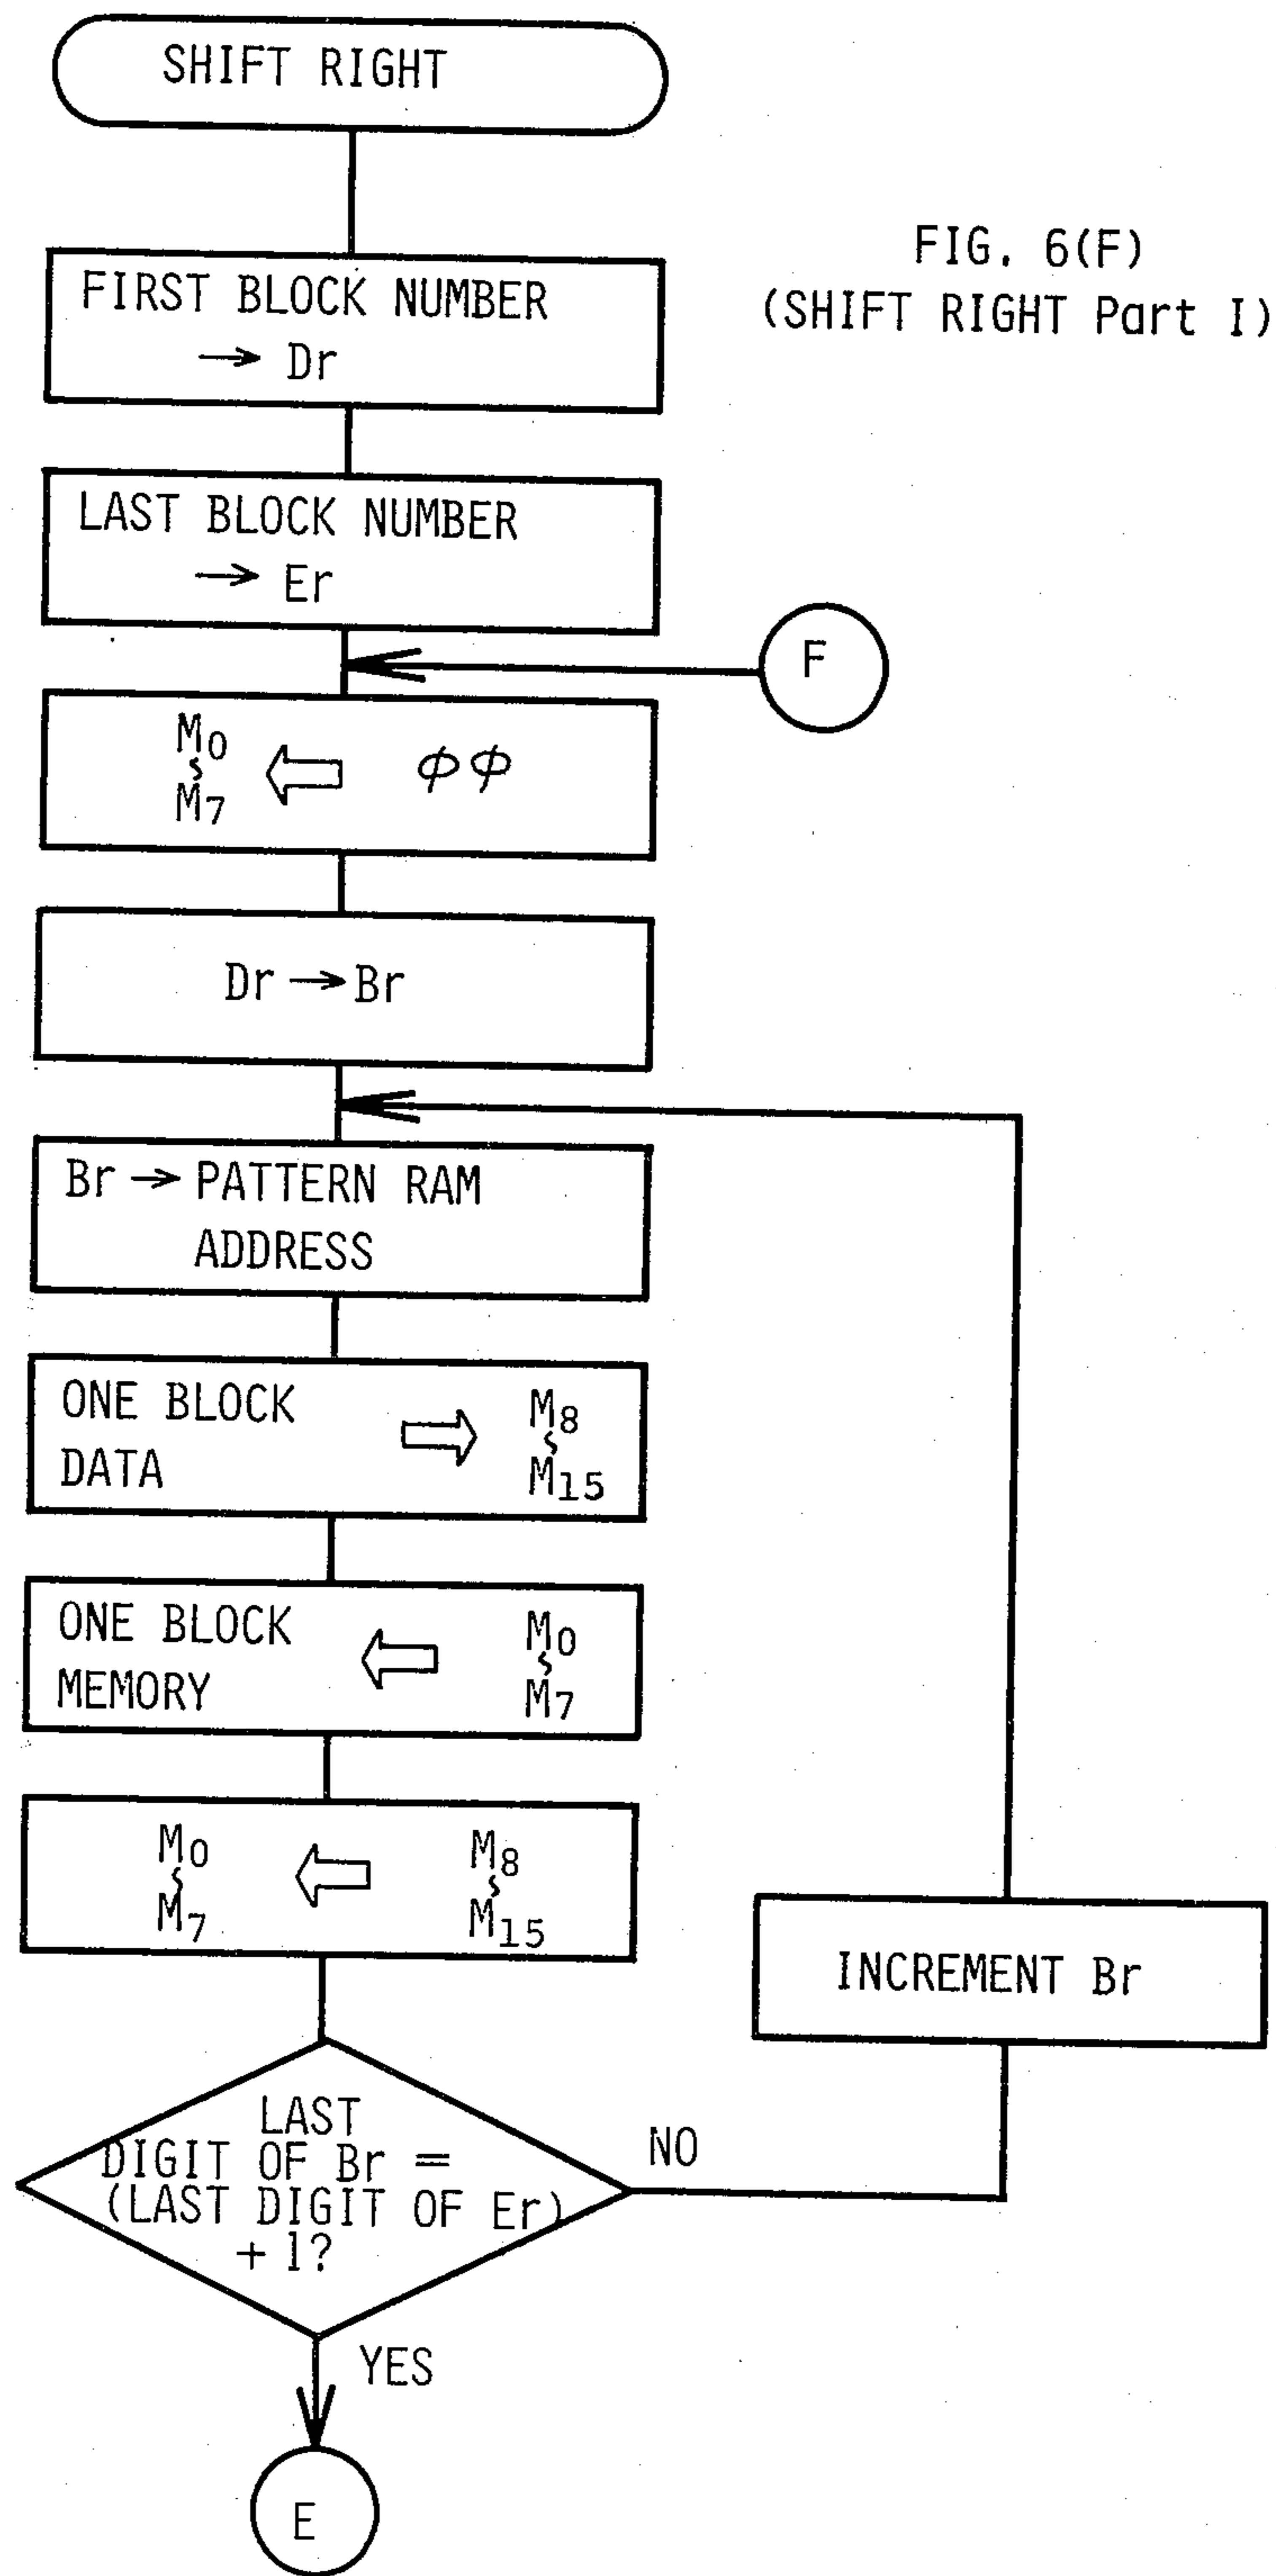 SHIFT RIGHT
FIG. 6(F)
(SHIFT RIGHT Part I)
FIRST BLOCK NUMBER
→ Dr
LAST BLOCK NUMBER
→ Er
F
M0
⌇
M7
⇦ ϕϕ
Dr → Br
Br → PATTERN RAM
ADDRESS
ONE BLOCK
DATA
⇨
M8
⌇
M15
ONE BLOCK
MEMORY
⇦
M0
⌇
M7
M0
⌇
M7
⇦
M8
⌇
M15
INCREMENT Br
LAST
DIGIT OF Br =
(LAST DIGIT OF Er)
+ 1?
NO
YES
E